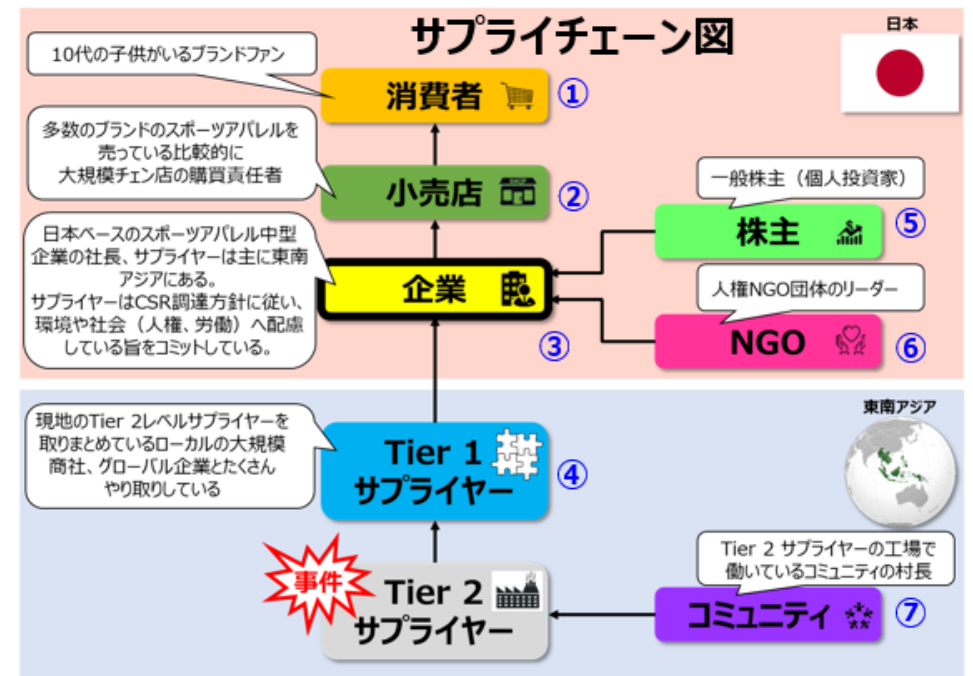 サプライチェーン図
日本
10代の子供がいるブランドファン
消費者
①
多数のブランドのスポーツアパレルを
売っている比較的に
大規模チェン店の購買責任者
小売店
SHOP
②
一般株主（個人投資家）
株主
⑤
日本ベースのスポーツアパレル中型
企業の社長、サプライヤーは主に東南
アジアにある。
サプライヤーはCSR調達方針に従い、
環境や社会（人権、労働）へ配慮
している旨をコミットしている。
企業
③
人権NGO団体のリーダー
NGO
⑥
東南アジア
現地のTier 2レベルサプライヤーを
取りまとめているローカルの大規模
商社、グローバル企業とたくさん
やり取りしている
Tier 1
サプライヤー
④
事件
Tier 2
サプライヤー
Tier 2 サプライヤーの工場で
働いているコミュニティの村長
コミュニティ
⑦